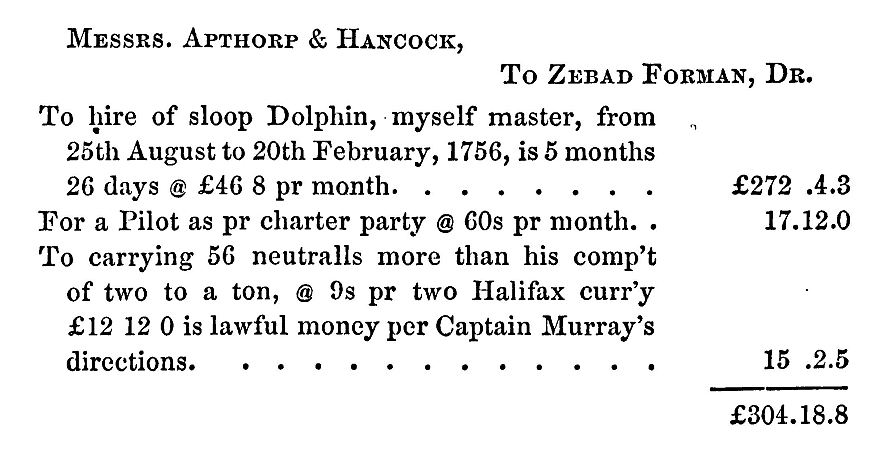 MESSRS. APTHORP & HANCOCK,
TO ZEBAD FORMAN, DR.
To hire of sloop Dolphin, myself master, from
25th August to 20th February, 1756, is 5 months
26 days @ £46 8 pr month. . . . . . . . £272 .4.3
For a Pilot as pr charter party @ 60s pr month. . 17.12.0
To carrying 56 neutralls more than his comp't
of two to a ton, @ 9s pr two Halifax curr'y
£12 12 0 is lawful money per Captain Murray's
directions. . . . . . . . . . . . . 15 .2.5
£304.18.8